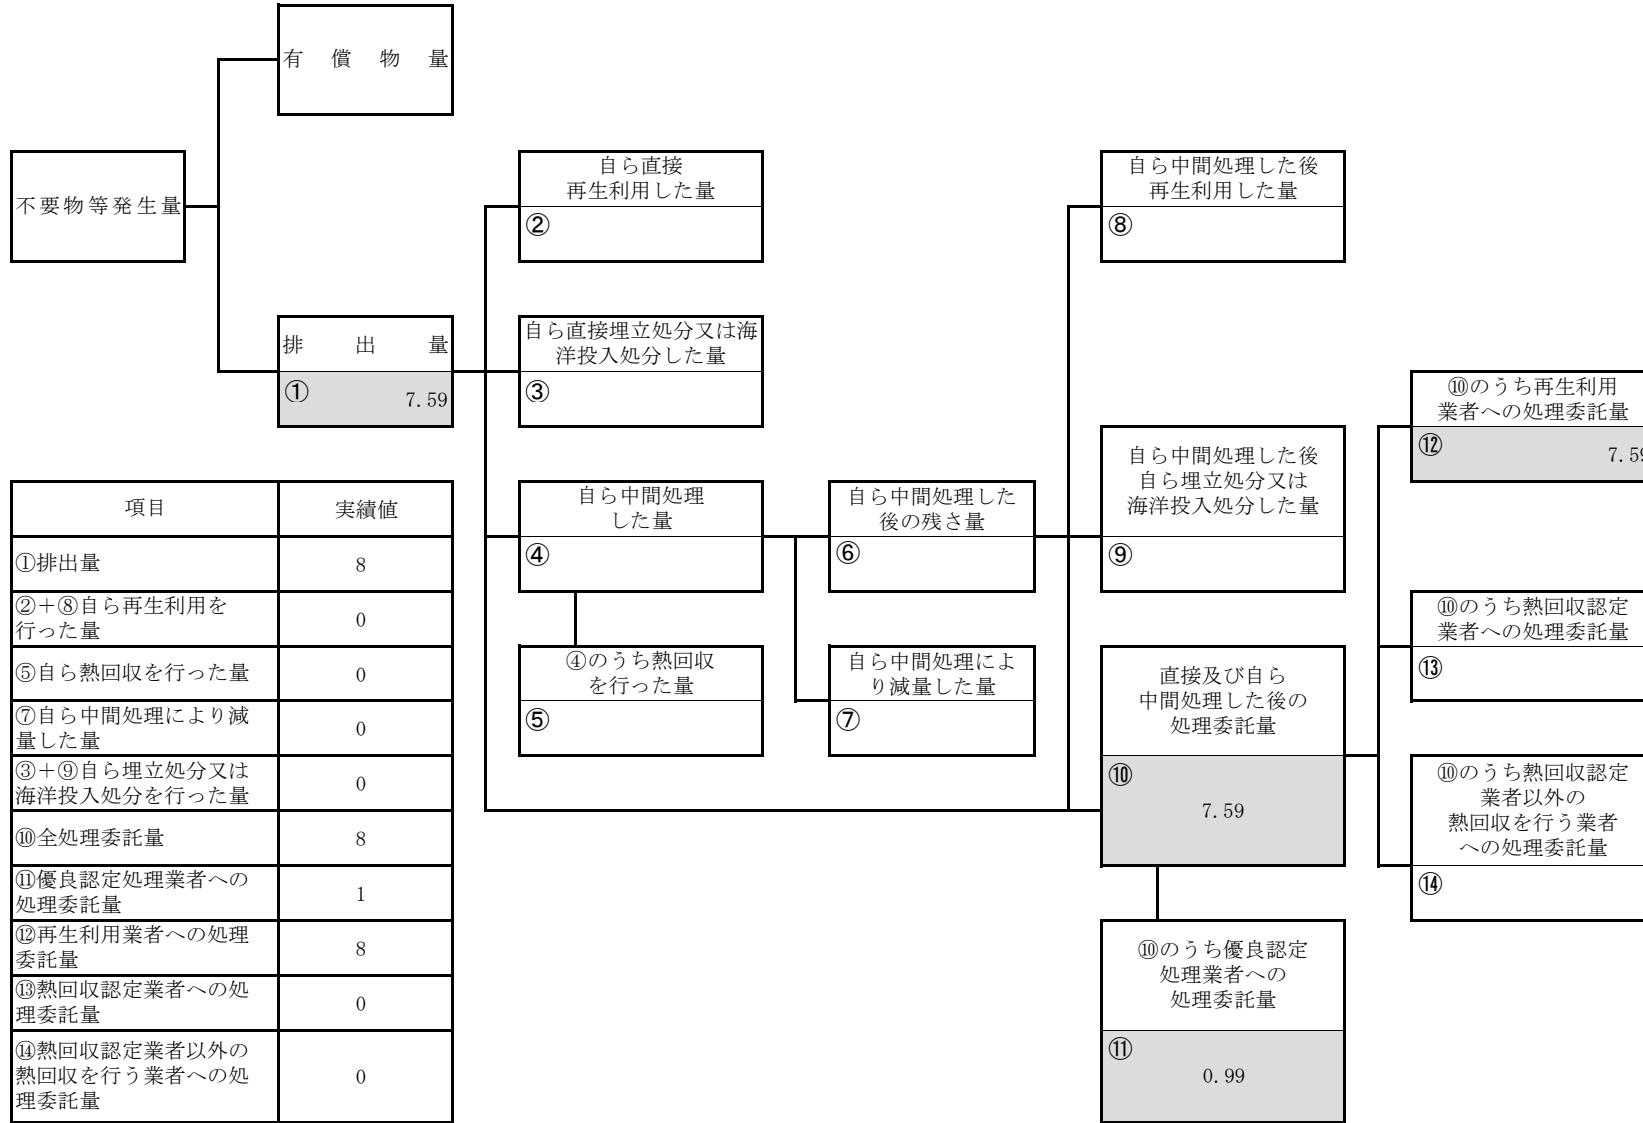 有償物量
不要物等発生量
排出量
① 7.59
自ら直接
再生利用した量
②
自ら直接埋立処分又は海
洋投入処分した量
③
自ら中間処理
した量
④
④のうち熱回収
を行った量
⑤
自ら中間処理した
後の残さ量
⑥
自ら中間処理によ
り減量した量
⑦
自ら中間処理した後
再生利用した量
⑧
自ら中間処理した後
自ら埋立処分又は
海洋投入処分した量
⑨
直接及び自ら
中間処理した後の
処理委託量
⑩
7.59
⑩のうち優良認定
処理業者への
処理委託量
⑪
0.99
⑩のうち再生利用
業者への処理委託量
⑫ 7.59
⑩のうち熱回収認定
業者への処理委託量
⑬
⑩のうち熱回収認定
業者以外の
熱回収を行う業者
への処理委託量
⑭
項目 実績値
①排出量 8
②+⑧自ら再生利用を
行った量 0
⑤自ら熱回収を行った量 0
⑦自ら中間処理により減
量した量 0
③+⑨自ら埋立処分又は
海洋投入処分を行った量 0
⑩全処理委託量 8
⑪優良認定処理業者への
処理委託量 1
⑫再生利用業者への処理
委託量 8
⑬熱回収認定業者への処
理委託量 0
⑭熱回収認定業者以外の
熱回収を行う業者への処
理委託量 0